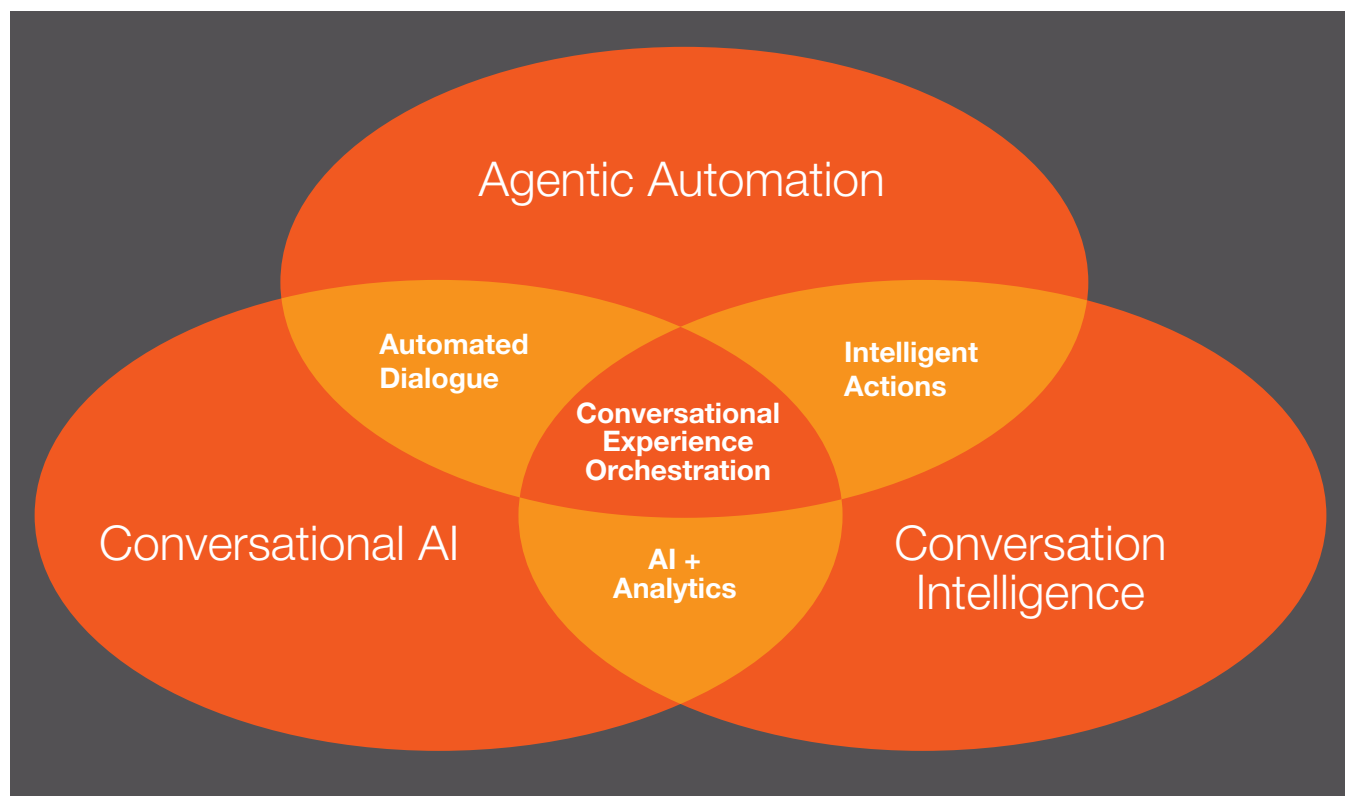 Agentic Automation
Automated
Dialogue
Intelligent
Actions
Conversational
Experience
Orchestration
Conversational AI
Conversation
Intelligence
AI +
Analytics